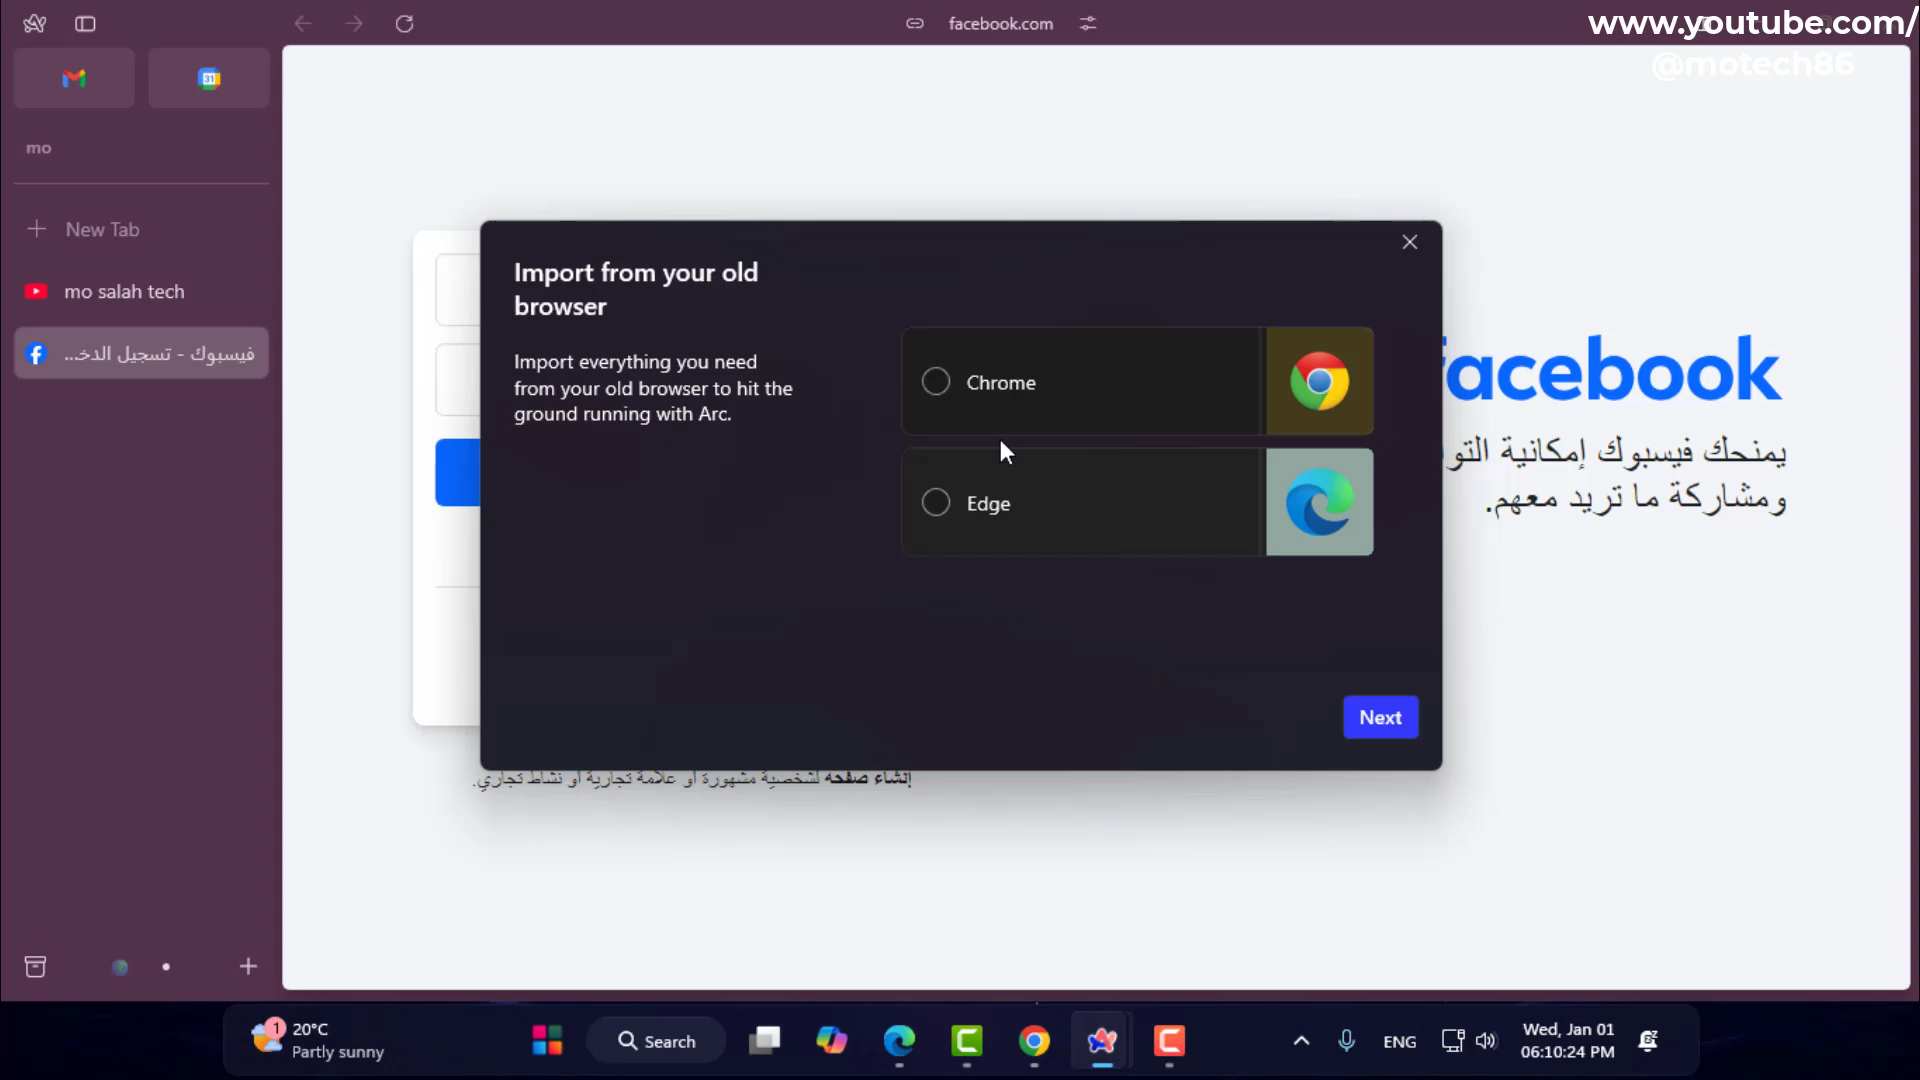 facebook.com
www.youtube.com/
@motech86
31
mo
New Tab
mo salah tech
فيسبوك - تسجيل الدخ...
Import from your old
browser
Import everything you need
from your old browser to hit the
ground running with Arc.
Chrome
Edge
Next
facebook
يمنحك فيسبوك إمكانية التو
ومشاركة ما تريد معهم.
إنشاء صفحة لشخصية مشهورة أو علامة تجارية أو نشاط تجاري.
1
20°C
Partly sunny
Search
ENG
Wed, Jan 01
06:10:24 PM